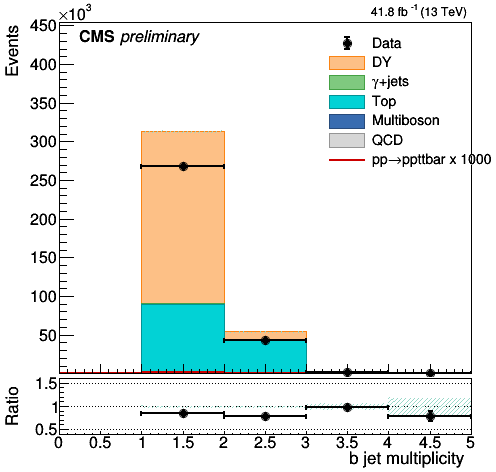 ×10³
41.8 fb⁻¹ (13 TeV)
CMS preliminary
Events
450
400
350
300
250
200
150
100
50
Data
DY
γ+jets
Top
Multiboson
QCD
pp→ppttbar x 1000
Ratio
1.5
1
0.5
0 0.5 1 1.5 2 2.5 3 3.5 4 4.5 5
b jet multiplicity